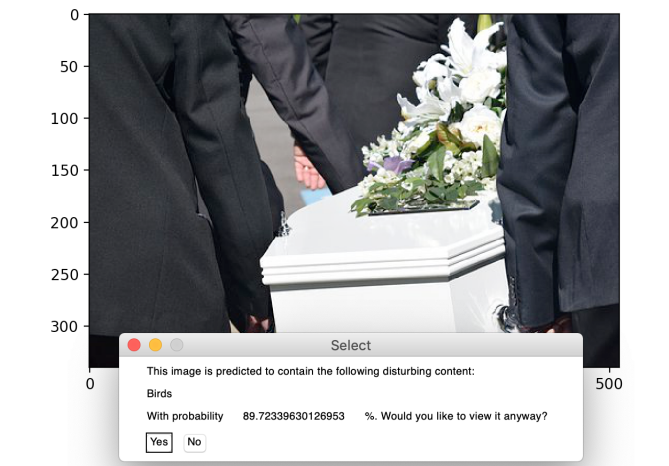 0
50
100
150
200
250
300
0
500
Select
This image is predicted to contain the following disturbing content:
Birds
With probability 89.72339630126953 %. Would you like to view it anyway?
Yes No